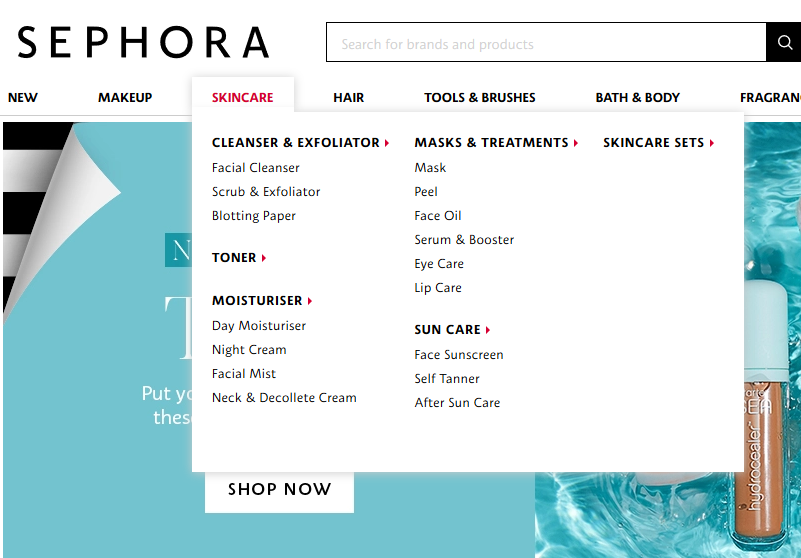 SEPHORA
Search for brands and products
NEW
MAKEUP
SKINCARE
HAIR
TOOLS & BRUSHES
BATH & BODY
CLEANSER & EXFOLIATOR
Facial Cleanser
Scrub & Exfoliator
Blotting Paper
TONER
MOISTURISER
Day Moisturiser
Night Cream
Facial Mist
Neck & Decollete Cream
MASKS & TREATMENTS
Mask
Peel
Face Oil
Serum & Booster
Eye Care
Lip Care
SUN CARE
Face Sunscreen
Self Tanner
After Sun Care
SKINCARE SETS
Put
these
SHOP NOW
SEA
hydrocealer